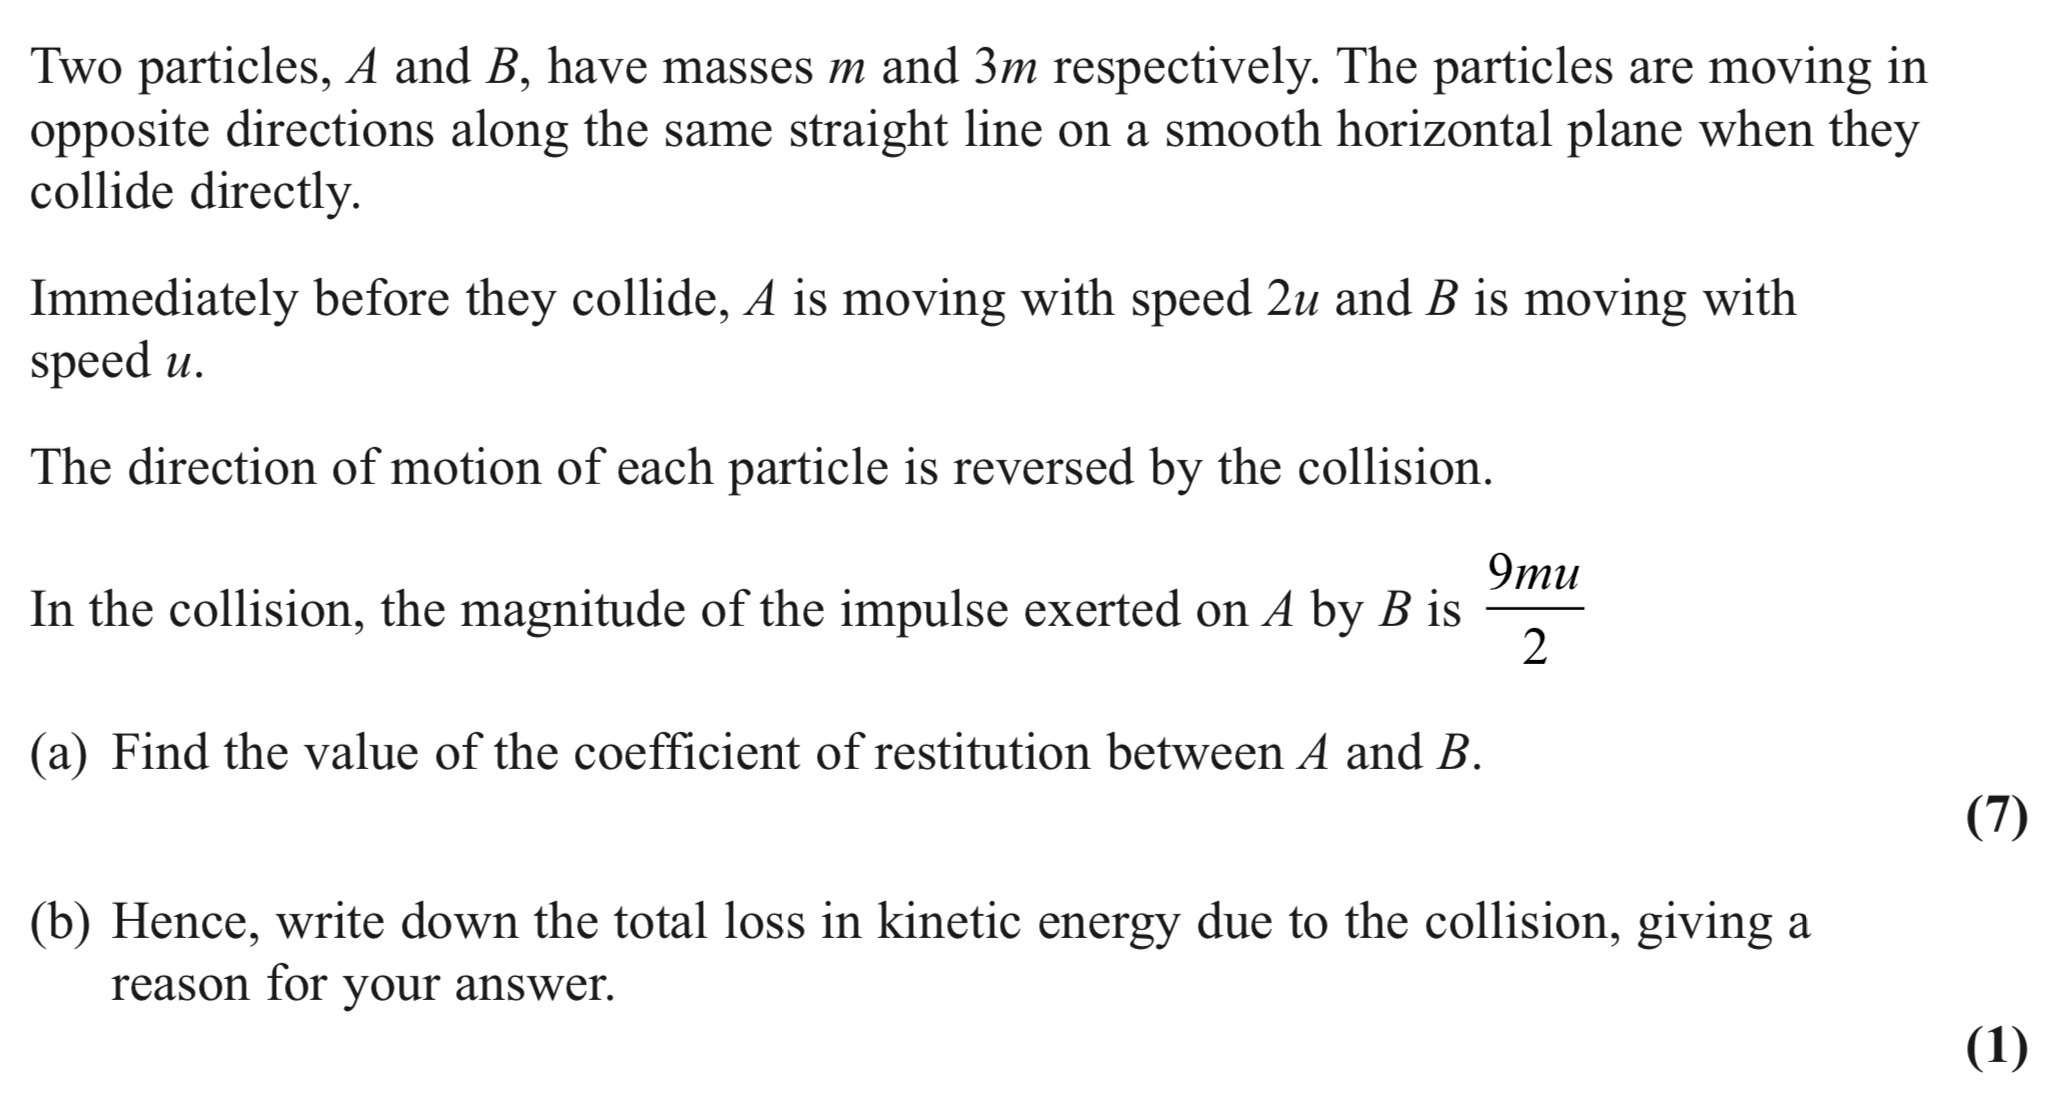 Two particles, A and B, have masses m and 3m respectively. The particles are moving in
opposite directions along the same straight line on a smooth horizontal plane when they
collide directly.
Immediately before they collide, A is moving with speed 2u and B is moving with
speed u.
The direction of motion of each particle is reversed by the collision.
In the collision, the magnitude of the impulse exerted on A by B is 9mu/2
(a) Find the value of the coefficient of restitution between A and B.
(7)
(b) Hence, write down the total loss in kinetic energy due to the collision, giving a
reason for your answer.
(1)